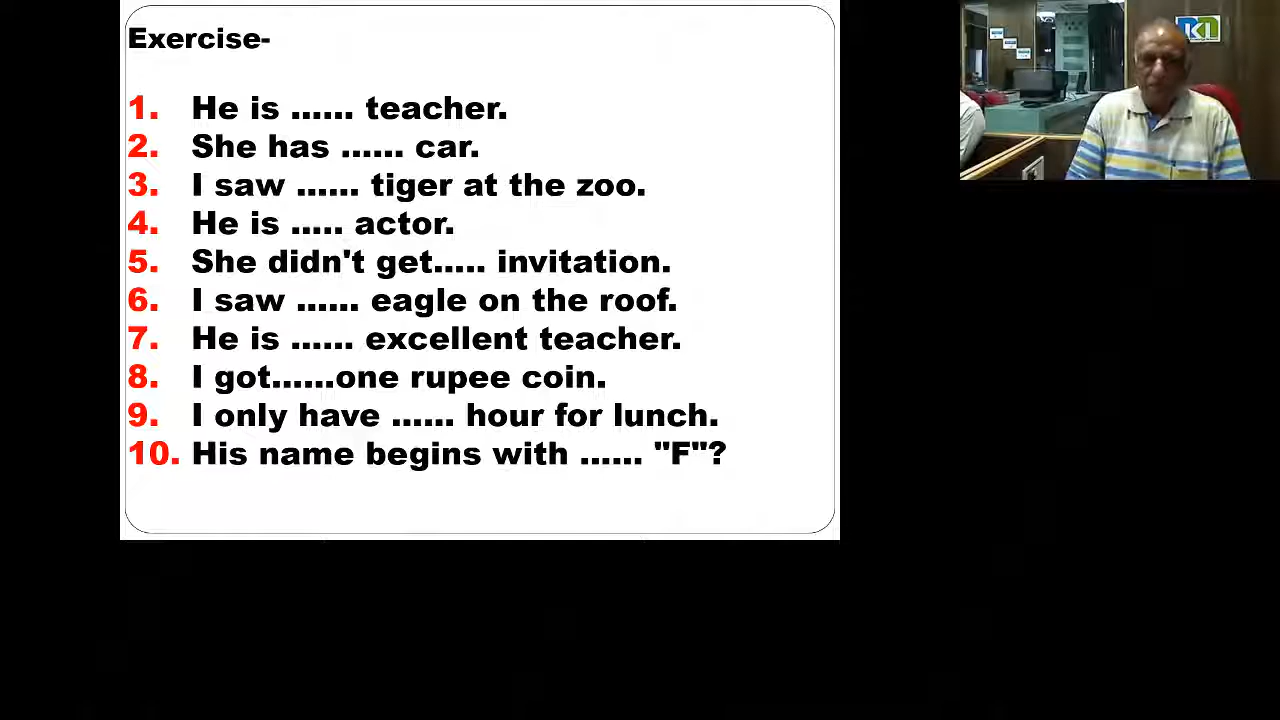 Exercise-
1. He is ...... teacher.
2. She has ...... car.
3. I saw ...... tiger at the zoo.
4. He is ..... actor.
5. She didn't get..... invitation.
6. I saw ...... eagle on the roof.
7. He is ...... excellent teacher.
8. I got......one rupee coin.
9. I only have ...... hour for lunch.
10. His name begins with ...... "F"?